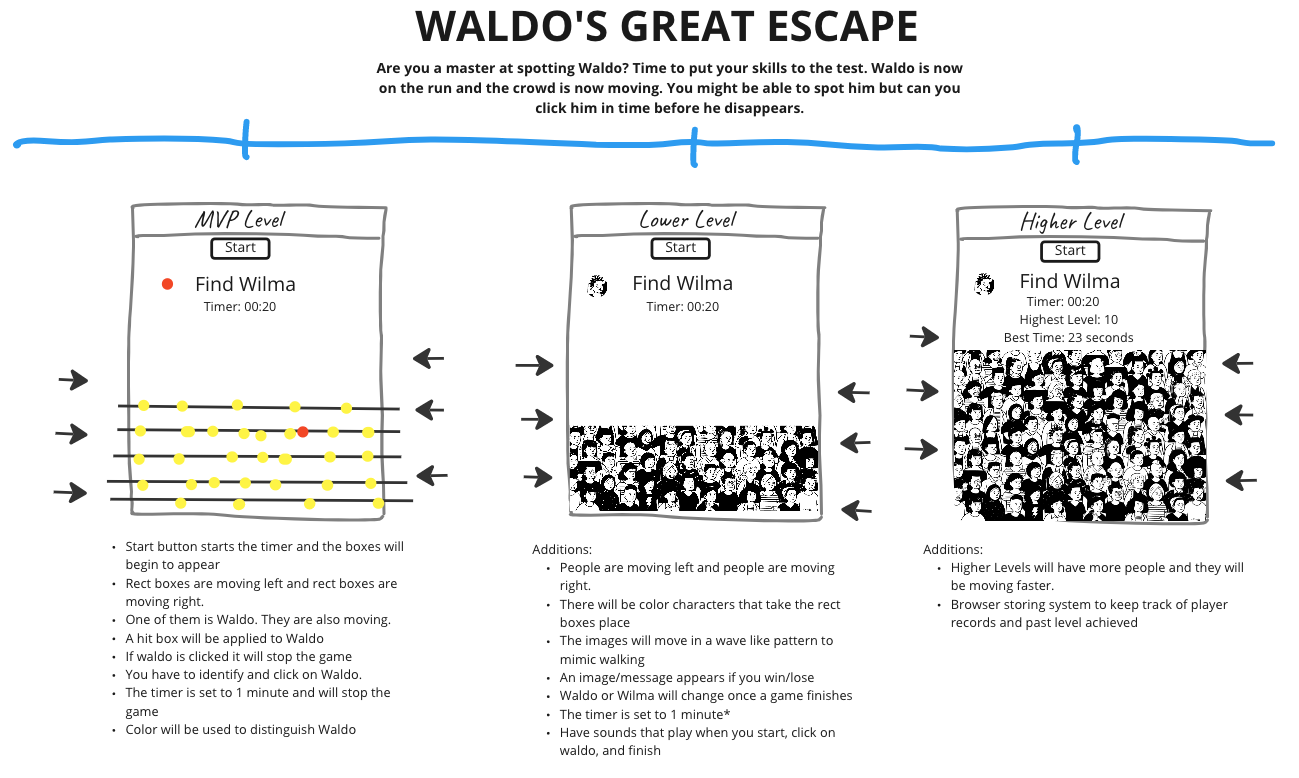 WALDO'S GREAT ESCAPE
Are you a master at spotting Waldo? Time to put your skills to the test. Waldo is now
on the run and the crowd is now moving. You might be able to spot him but can you
click him in time before he disappears.
MVP Level
Start
Find Wilma
Timer: 00:20
• Start button starts the timer and the boxes will
begin to appear
• Rect boxes are moving left and rect boxes are
moving right.
• One of them is Waldo. They are also moving.
• A hit box will be applied to Waldo
• If waldo is clicked it will stop the game
• You have to identify and click on Waldo.
• The timer is set to 1 minute and will stop the
game
• Color will be used to distinguish Waldo
Lower Level
Start
Find Wilma
Timer: 00:20
Additions:
• People are moving left and people are moving
right.
• There will be color characters that take the rect
boxes place
• The images will move in a wave like pattern to
mimic walking
• An image/message appears if you win/lose
• Waldo or Wilma will change once a game finishes
• The timer is set to 1 minute*
• Have sounds that play when you start, click on
waldo, and finish
Higher Level
Start
Find Wilma
Timer: 00:20
Highest Level: 10
Best Time: 23 seconds
Additions:
• Higher Levels will have more people and they will
be moving faster.
• Browser storing system to keep track of player
records and past level achieved